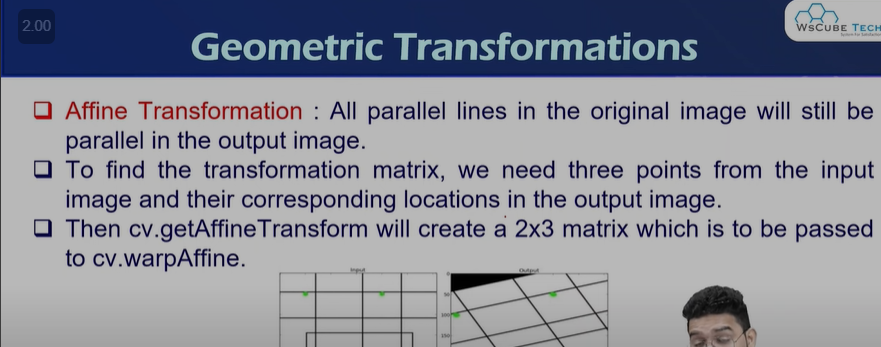 2.00
WSCUBE TECH
Geometric Transformations
Affine Transformation : All parallel lines in the original image will still be
parallel in the output image.
To find the transformation matrix, we need three points from the input
image and their corresponding locations in the output image.
Then cv.getAffineTransform will create a 2x3 matrix which is to be passed
to cv.warpAffine.
Input
Output
0
50
100
150